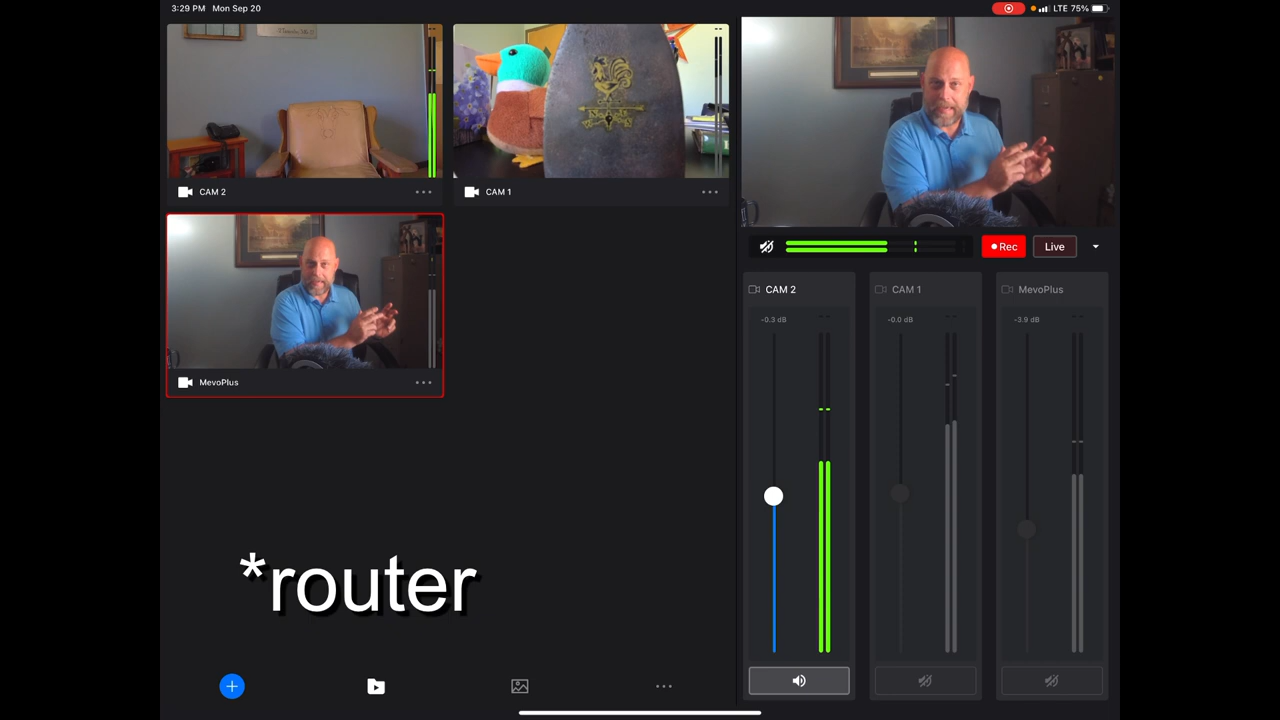 3:29 PM Mon Sep 20
LTE 75%
CAM 2
CAM 1
MevoPlus
Rec
Live
CAM 2
CAM 1
MevoPlus
-0.3 dB
-0.0 dB
-3.9 dB
*router